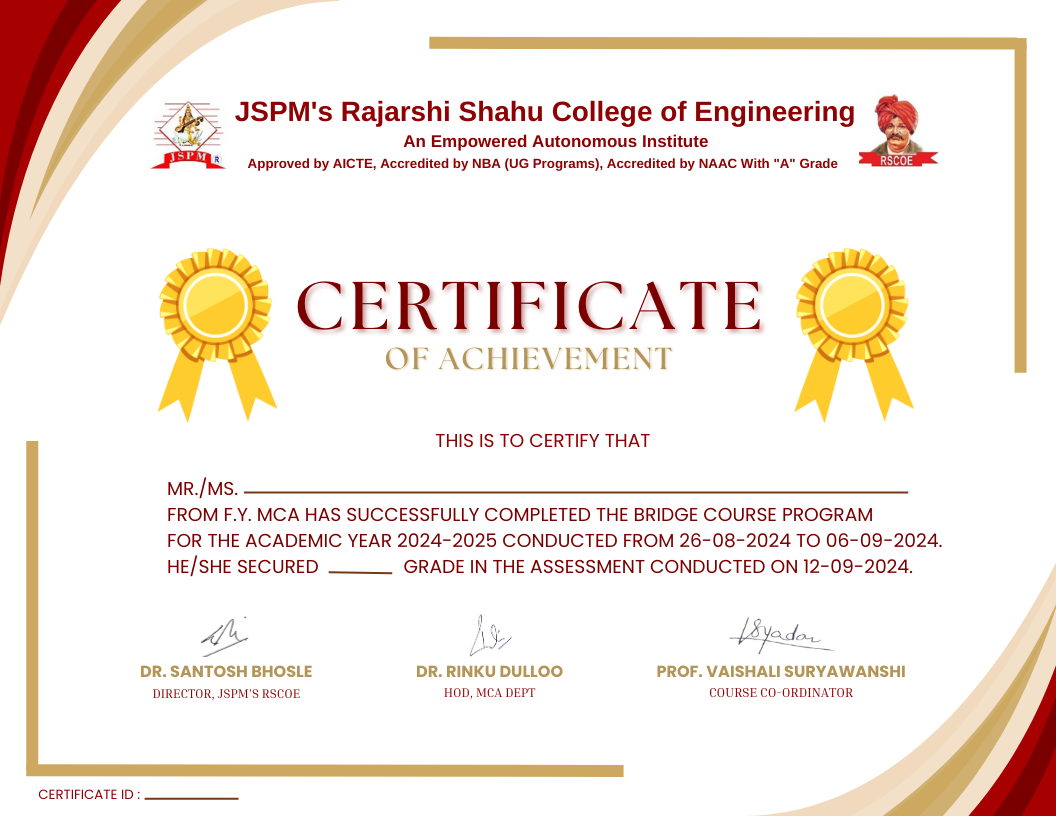 JSPM's Rajarshi Shahu College of Engineering
An Empowered Autonomous Institute
Approved by AICTE, Accredited by NBA (UG Programs), Accredited by NAAC With "A" Grade
JSPM R
RSCOE
CERTIFICATE
OF ACHIEVEMENT
THIS IS TO CERTIFY THAT
MR./MS.
FROM F.Y. MCA HAS SUCCESSFULLY COMPLETED THE BRIDGE COURSE PROGRAM
FOR THE ACADEMIC YEAR 2024-2025 CONDUCTED FROM 26-08-2024 TO 06-09-2024.
HE/SHE SECURED ____ GRADE IN THE ASSESSMENT CONDUCTED ON 12-09-2024.
DR. SANTOSH BHOSLE
DIRECTOR, JSPM'S RSCOE
DR. RINKU DULLOO
HOD, MCA DEPT
PROF. VAISHALI SURYAWANSHI
COURSE CO-ORDINATOR
CERTIFICATE ID :